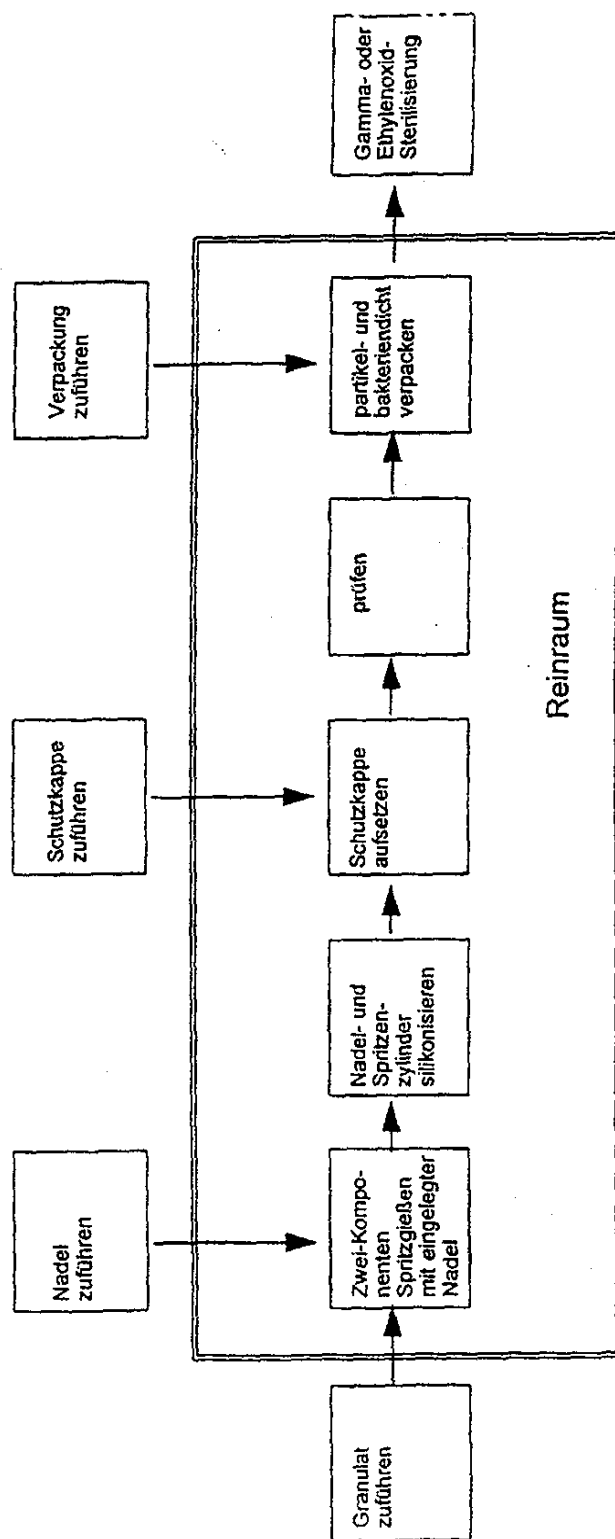 Nadel
zuführen
Schutzkappe
zuführen
Verpackung
zuführen
Granulat
zuführen
Zwei-Kompo-
nenten
Spritzgießen
mit eingelegter
Nadel
Nadel- und
Spritzen-
zylinder
silikonisieren
Schutzkappe
aufsetzen
prüfen
partikel- und
bakteriendicht
verpacken
Gamma- oder
Ethylenoxid-
Sterilisierung
Reinraum